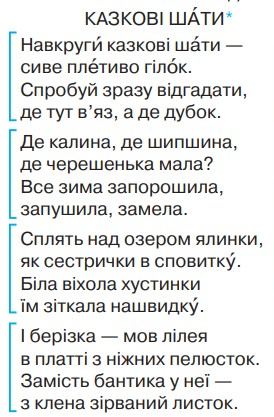 КАЗКОВІ ША́ТИ*
Навкруги́ казкові ша́ти —
сиве пле́тиво гіло́к.
Спробуй зразу відгадати,
де тут в’яз, а де дубок.
Де калина, де шипшина,
де черешенька мала?
Все зима запорошила,
запушила, замела.
Сплять над озером ялинки,
як сестрички в сповитку́.
Біла віхола хустинки
їм зіткала нашвидку́.
І берізка — мов лілея
в платті з ніжних пелюсток.
Замість бантика у неї —
з клена зірваний листок.